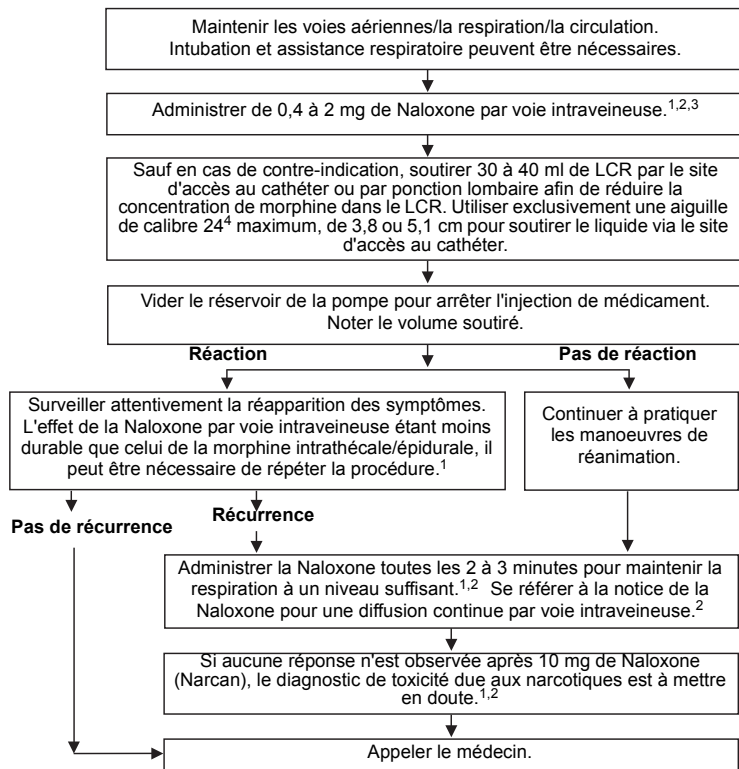 Maintenir les voies aériennes/la respiration/la circulation.
Intubation et assistance respiratoire peuvent être nécessaires.
Administrer de 0,4 à 2 mg de Naloxone par voie intraveineuse.1,2,3
Sauf en cas de contre-indication, soutirer 30 à 40 ml de LCR par le site
d'accès au cathéter ou par ponction lombaire afin de réduire la
concentration de morphine dans le LCR. Utiliser exclusivement une aiguille
de calibre 244 maximum, de 3,8 ou 5,1 cm pour soutirer le liquide via le site
d'accès au cathéter.
Vider le réservoir de la pompe pour arrêter l'injection de médicament.
Noter le volume soutiré.
Réaction
Pas de réaction
Surveiller attentivement la réapparition des symptômes.
L'effet de la Naloxone par voie intraveineuse étant moins
durable que celui de la morphine intrathécale/épidurale, il
peut être nécessaire de répéter la procédure.1
Continuer à pratiquer
les manoeuvres de
réanimation.
Pas de récurrence
Récurrence
Administrer la Naloxone toutes les 2 à 3 minutes pour maintenir la
respiration à un niveau suffisant.1,2 Se référer à la notice de la
Naloxone pour une diffusion continue par voie intraveineuse.2
Si aucune réponse n'est observée après 10 mg de Naloxone
(Narcan), le diagnostic de toxicité due aux narcotiques est à mettre
en doute.1,2
Appeler le médecin.